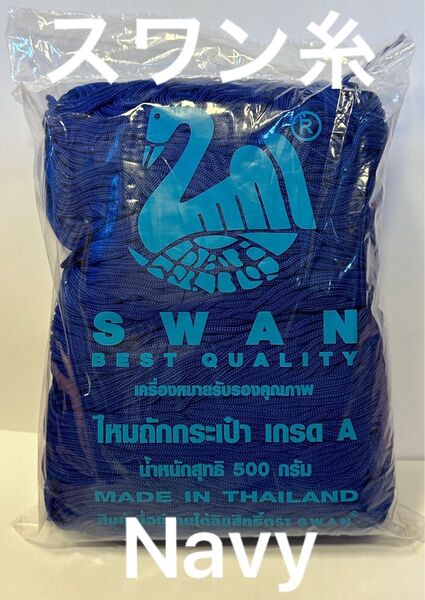 スワン糸
®
SWAN
BEST QUALITY
เครื่องหมายรับรองคุณภาพ
ไหมถักกระเป๋า เกรด A
น้ำหนักสุทธิ 500 กรัม
MADE IN THAILAND
SWAN®
Navy